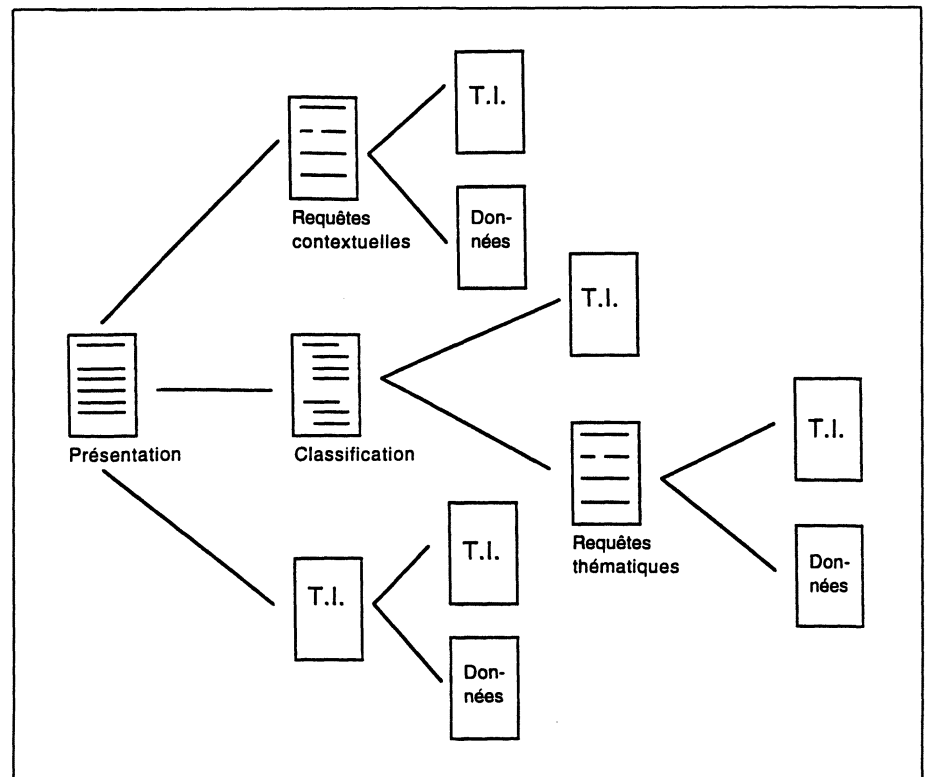 T.I.
Requêtes
contextuelles
Don-
nées
T.I.
Présentation
Classification
T.I.
Requêtes
thématiques
T.I.
T.I.
Don-
nées
Don-
nées